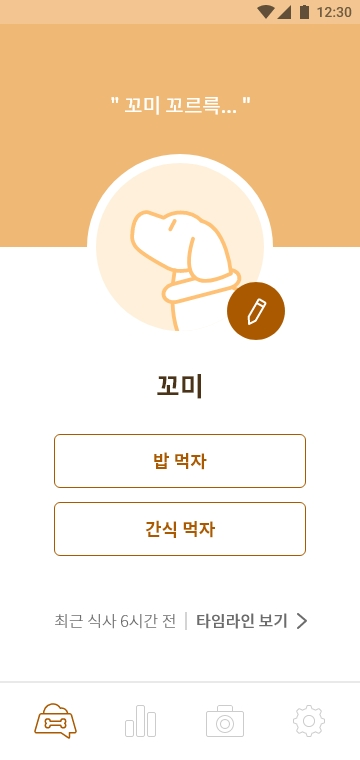 12:30
" 꼬미 꼬르륵... "
꼬미
밥 먹자
간식 먹자
최근 식사 6시간 전 | 타임라인 보기 >